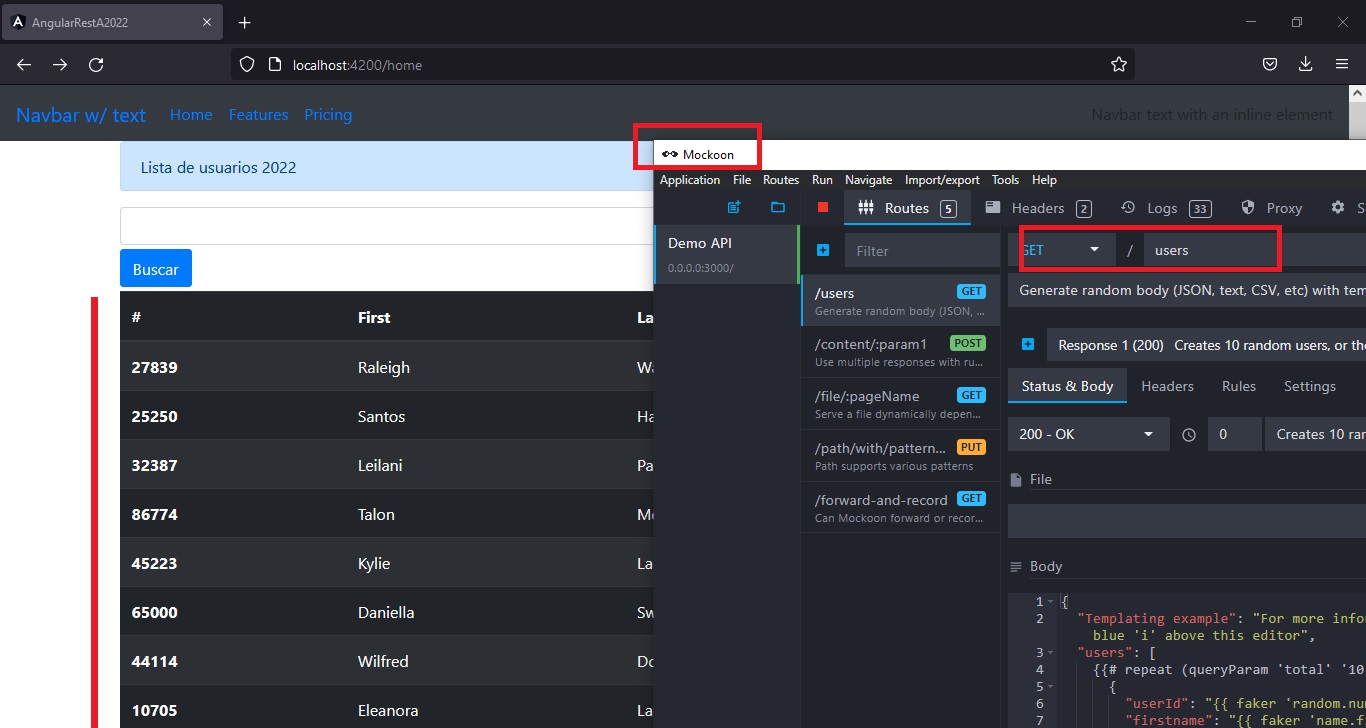 AngularRestA2022
localhost:4200/home
Navbar w/ text Home Features Pricing Navbar text with an inline element
Lista de usuarios 2022
Buscar
# First La
27839 Raleigh
25250 Santos Ha
32387 Leilani Pa
86774 Talon
45223 Kylie La
65000 Daniella Sw
44114 Wilfred Do
10705 Eleanora La
Mockoon
Application File Routes Run Navigate Import/export Tools Help
Routes 5 Headers 2 Logs 33 Proxy S
Demo API
0.0.0.0:3000/
Filter
/users GET
Generate random body (JSON, ...
/content/:param1 POST
Use multiple responses with ru...
/file/:pageName GET
Serve a file dynamically depen...
/path/with/pattern... PUT
Path supports various patterns
/forward-and-record GET
Can Mockoon forward or recor...
GET / users
Generate random body (JSON, text, CSV, etc) with tem
Response 1 (200) Creates 10 random users, or the
Status & Body Headers Rules Settings
200 - OK 0 Creates 10 ran
File
Body
1 {
2 "Templating example": "For more info
blue 'i' above this editor",
3 "users": [
4 {{# repeat (queryParam 'total' '10
5 {
6 "userId": "{{ faker 'random.nu
7 "firstname": "{{ faker 'name.f